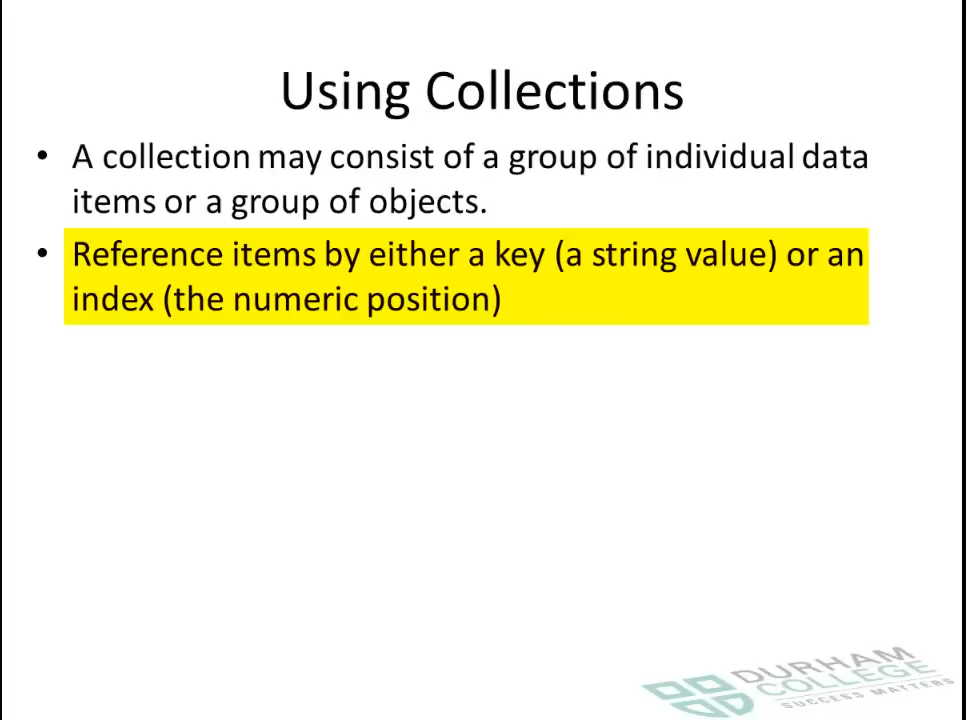 Using Collections
• A collection may consist of a group of individual data
items or a group of objects.
• Reference items by either a key (a string value) or an
index (the numeric position)
DURHAM
COLLEGE
SUCCESS MATTERS